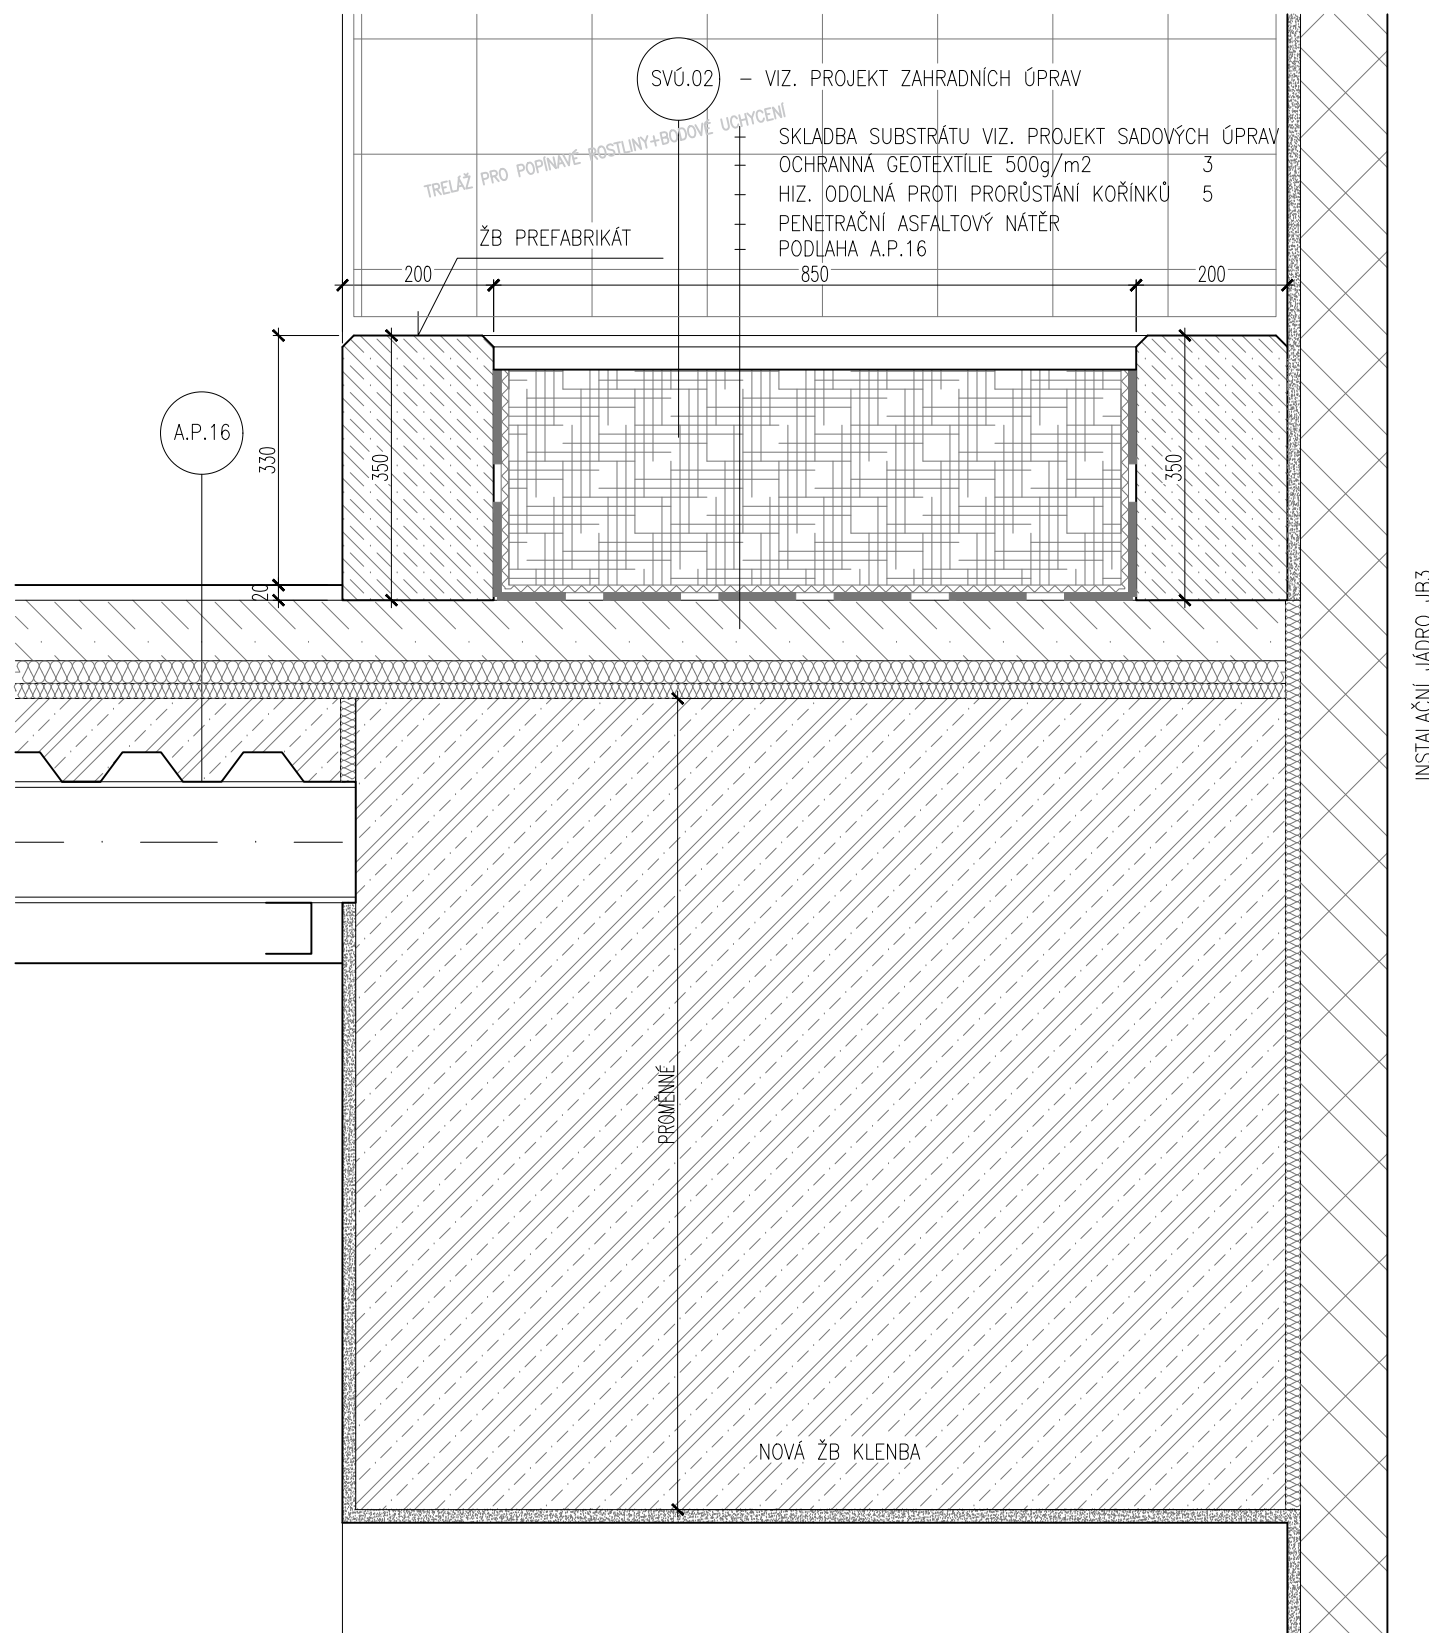 SVÚ.02 – VIZ. PROJEKT ZAHRADNÍCH ÚPRAV
TRELÁŽ PRO POPÍNAVÉ ROSTLINY+BODOVÉ UCHYCENÍ
SKLADBA SUBSTRÁTU VIZ. PROJEKT SADOVÝCH ÚPRAV
OCHRANNÁ GEOTEXTÍLIE 500g/m2 3
HIZ. ODOLNÁ PROTI PRORŮSTÁNÍ KOŘÍNKŮ 5
PENETRAČNÍ ASFALTOVÝ NÁTĚR
PODLAHA A.P.16
ŽB PREFABRIKÁT
200 850 200
A.P.16
330
350
350
20
INSTALAČNÍ JÁDRO JB3
PROMĚNNÉ
NOVÁ ŽB KLENBA